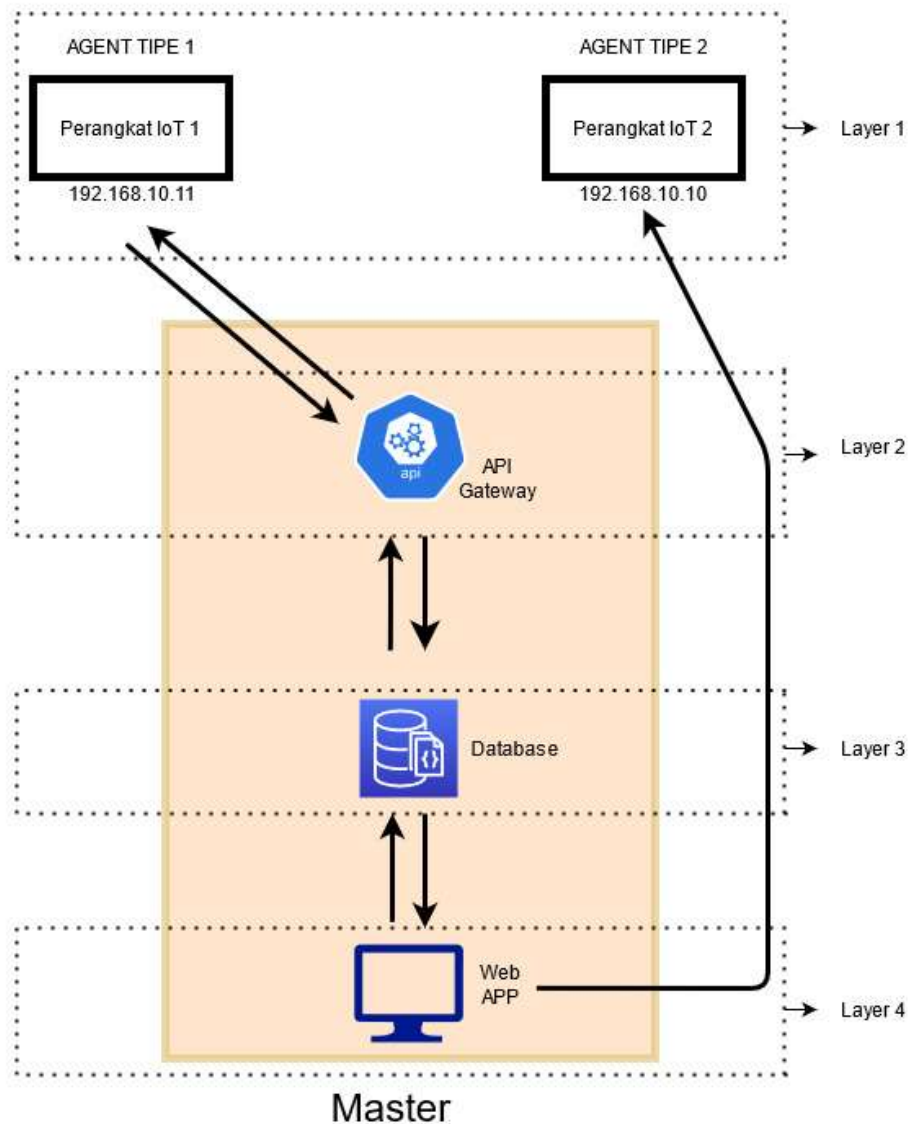 AGENT TIPE 1
AGENT TIPE 2
Perangkat IoT 1
Perangkat IoT 2
Layer 1
192.168.10.11
192.168.10.10
Layer 2
api
API
Gateway
Database
Layer 3
Web
APP
Layer 4
Master